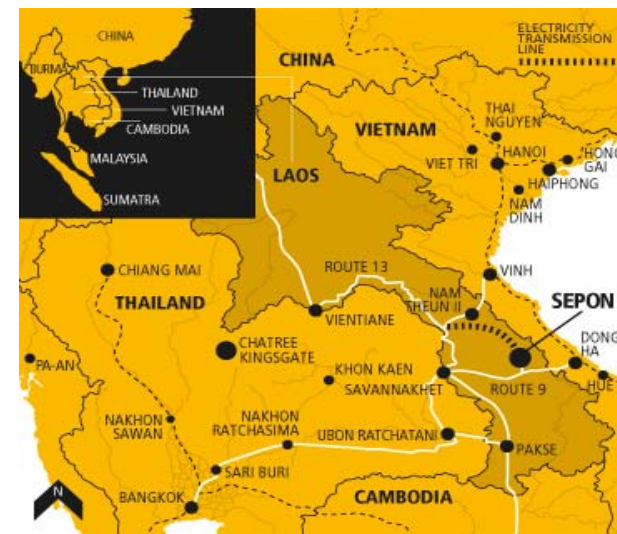 CHINA
BURMA
THAILAND
VIETNAM
CAMBODIA
MALAYSIA
SUMATRA
ELECTRICITY
TRANSMISSION
LINE
CHINA
VIETNAM
THAI
NGUYEN
VIET TRI
HANOI
HONG
GAI
HAIPHONG
NAM
DINH
LAOS
CHIANG MAI
ROUTE 13
VINH
THAILAND
NAM
THEUN II
SEPON
VIENTIANE
CHATREE
KINGSGATE
DONG
HA
PA-AN
KHON KAEN
SAVANNAKHET
ROUTE 9
HUE
NAKHON
SAWAN
NAKHON
RATCHASIMA
UBON RATCHATANI
PAKSE
SARI BURI
BANGKOK
CAMBODIA
N